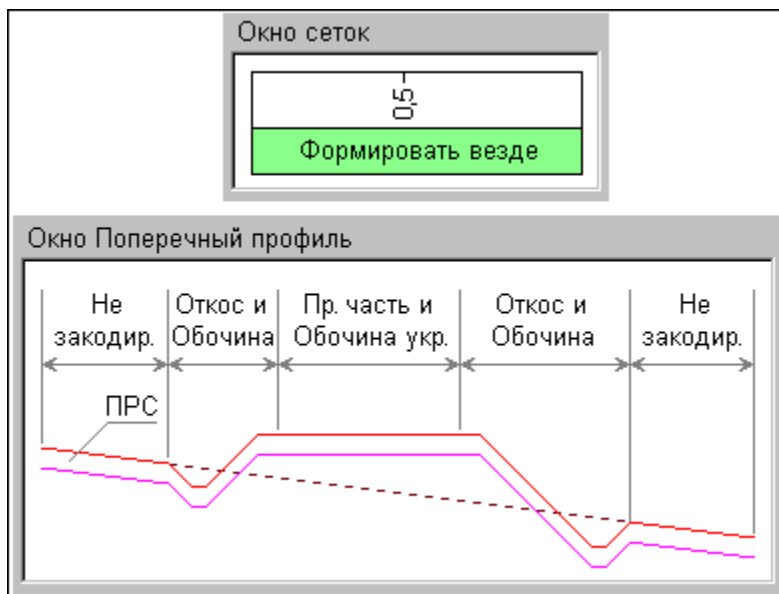 Окно сеток
0,5
Формировать везде
Окно Поперечный профиль
Не
закодир.
Откос и
Обочина
Пр. часть и
Обочина укр.
Откос и
Обочина
Не
закодир.
ПРС